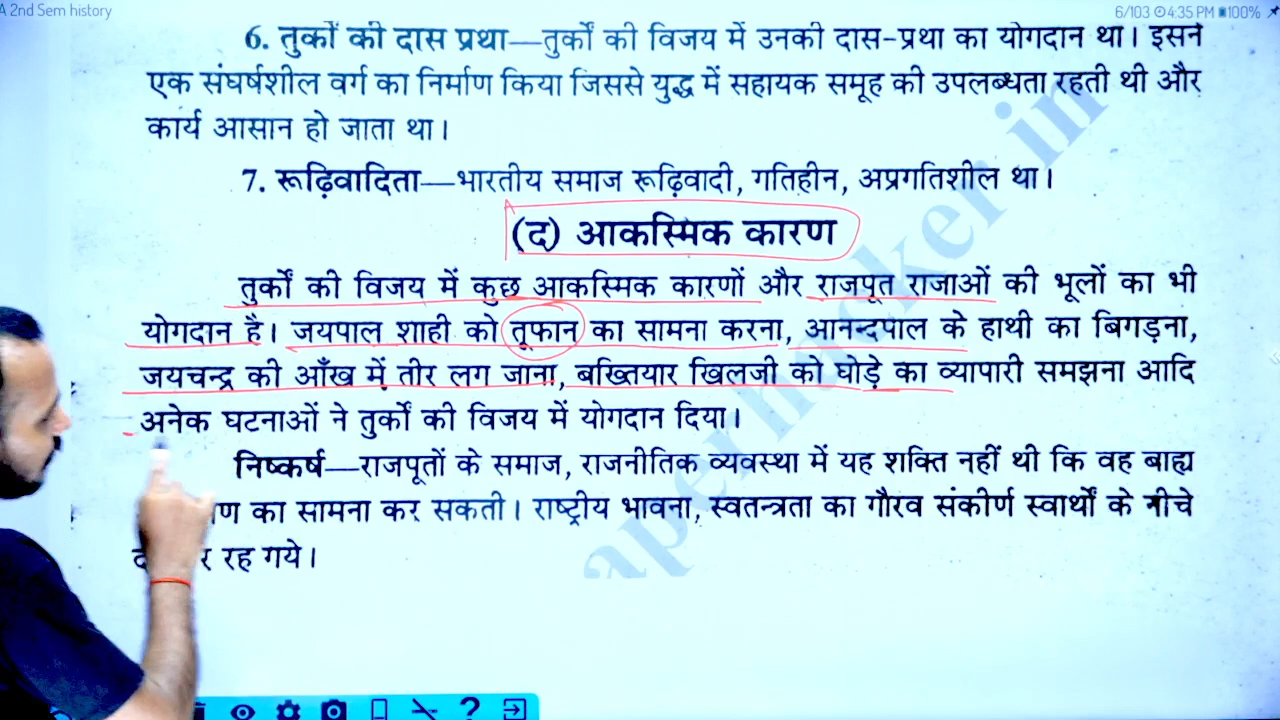 A 2nd Sem history
6/103 4:35 PM 100%
6. तुर्कों की दास प्रथा—तुर्कों की विजय में उनकी दास-प्रथा का योगदान था। इसने
एक संघर्षशील वर्ग का निर्माण किया जिससे युद्ध में सहायक समूह की उपलब्धता रहती थी और
कार्य आसान हो जाता था।
7. रूढ़िवादिता—भारतीय समाज रूढ़िवादी, गतिहीन, अप्रगतिशील था।
(द) आकस्मिक कारण
तुर्कों की विजय में कुछ आकस्मिक कारणों और राजपूत राजाओं की भूलों का भी
योगदान है। जयपाल शाही को तूफान का सामना करना, आनन्दपाल के हाथी का बिगड़ना,
जयचन्द्र की आँख में तीर लग जाना, बख्तियार खिलजी को घोड़े का व्यापारी समझना आदि
अनेक घटनाओं ने तुर्कों की विजय में योगदान दिया।
निष्कर्ष—राजपूतों के समाज, राजनीतिक व्यवस्था में यह शक्ति नहीं थी कि वह बाह्य
का सामना कर सकती। राष्ट्रीय भावना, स्वतन्त्रता का गौरव संकीर्ण स्वार्थों के नीचे
रह गये।
aperhacker in